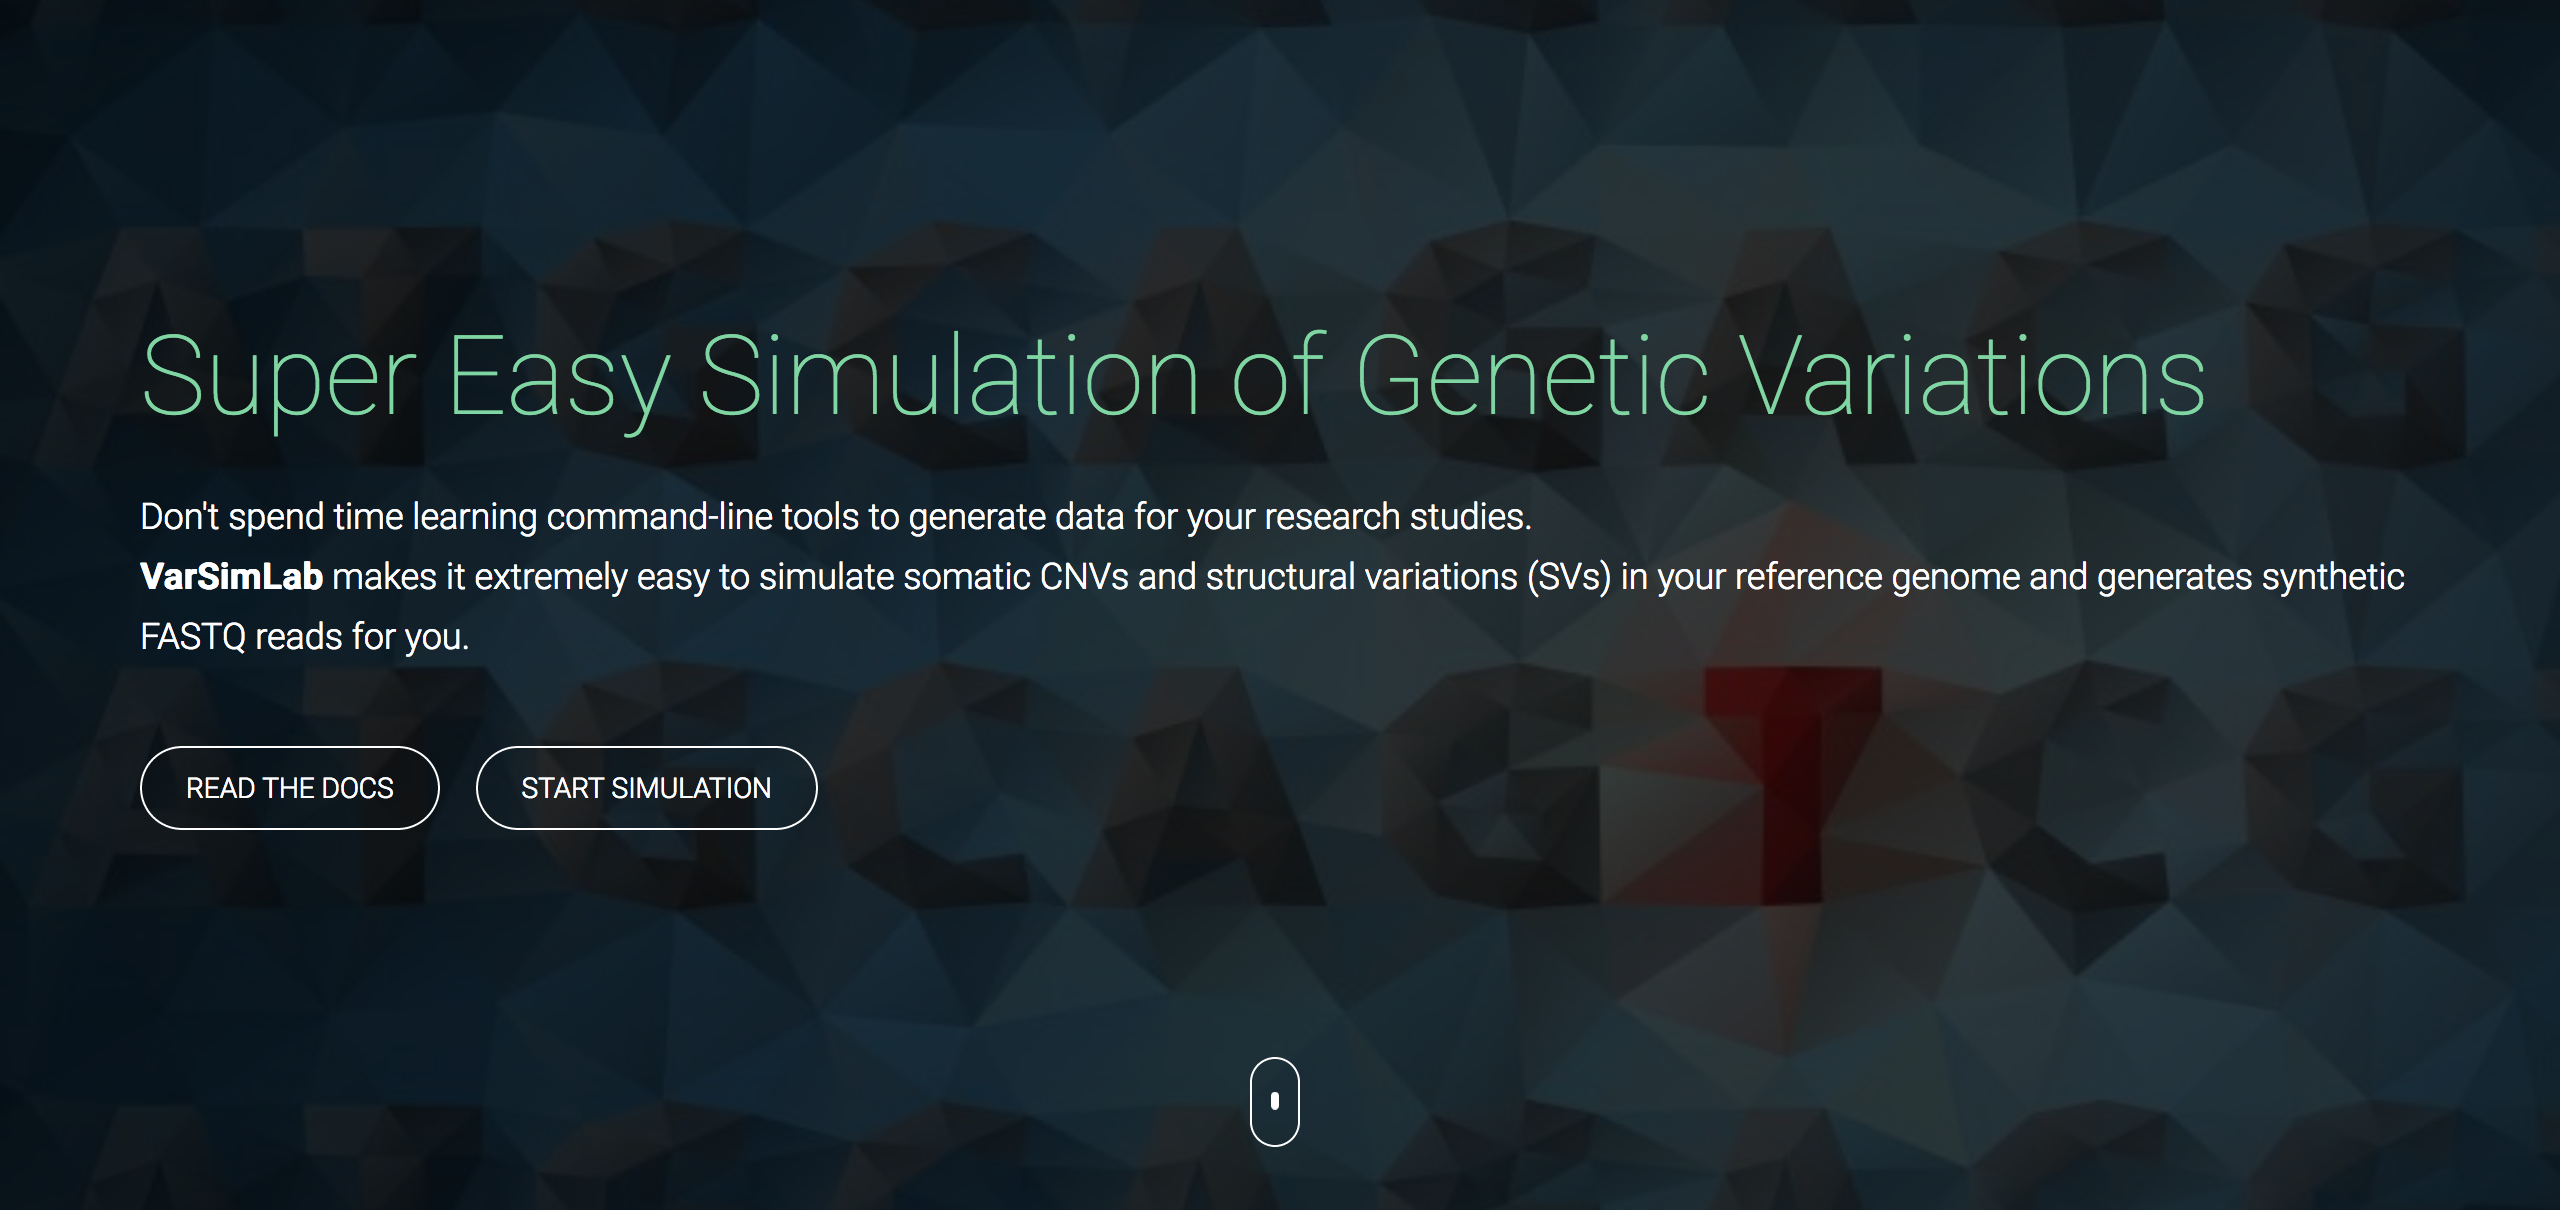 ATGCAGACG
Super Easy Simulation of Genetic Variations
Don't spend time learning command-line tools to generate data for your research studies.
VarSimLab makes it extremely easy to simulate somatic CNVs and structural variations (SVs) in your reference genome and generates synthetic
FASTQ reads for you.
ATGCAGTCG
READ THE DOCS
START SIMULATION